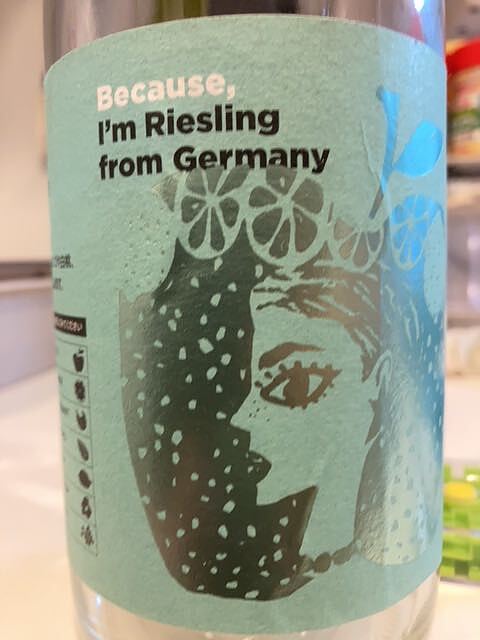 Because,
I'm Riesling
from Germany